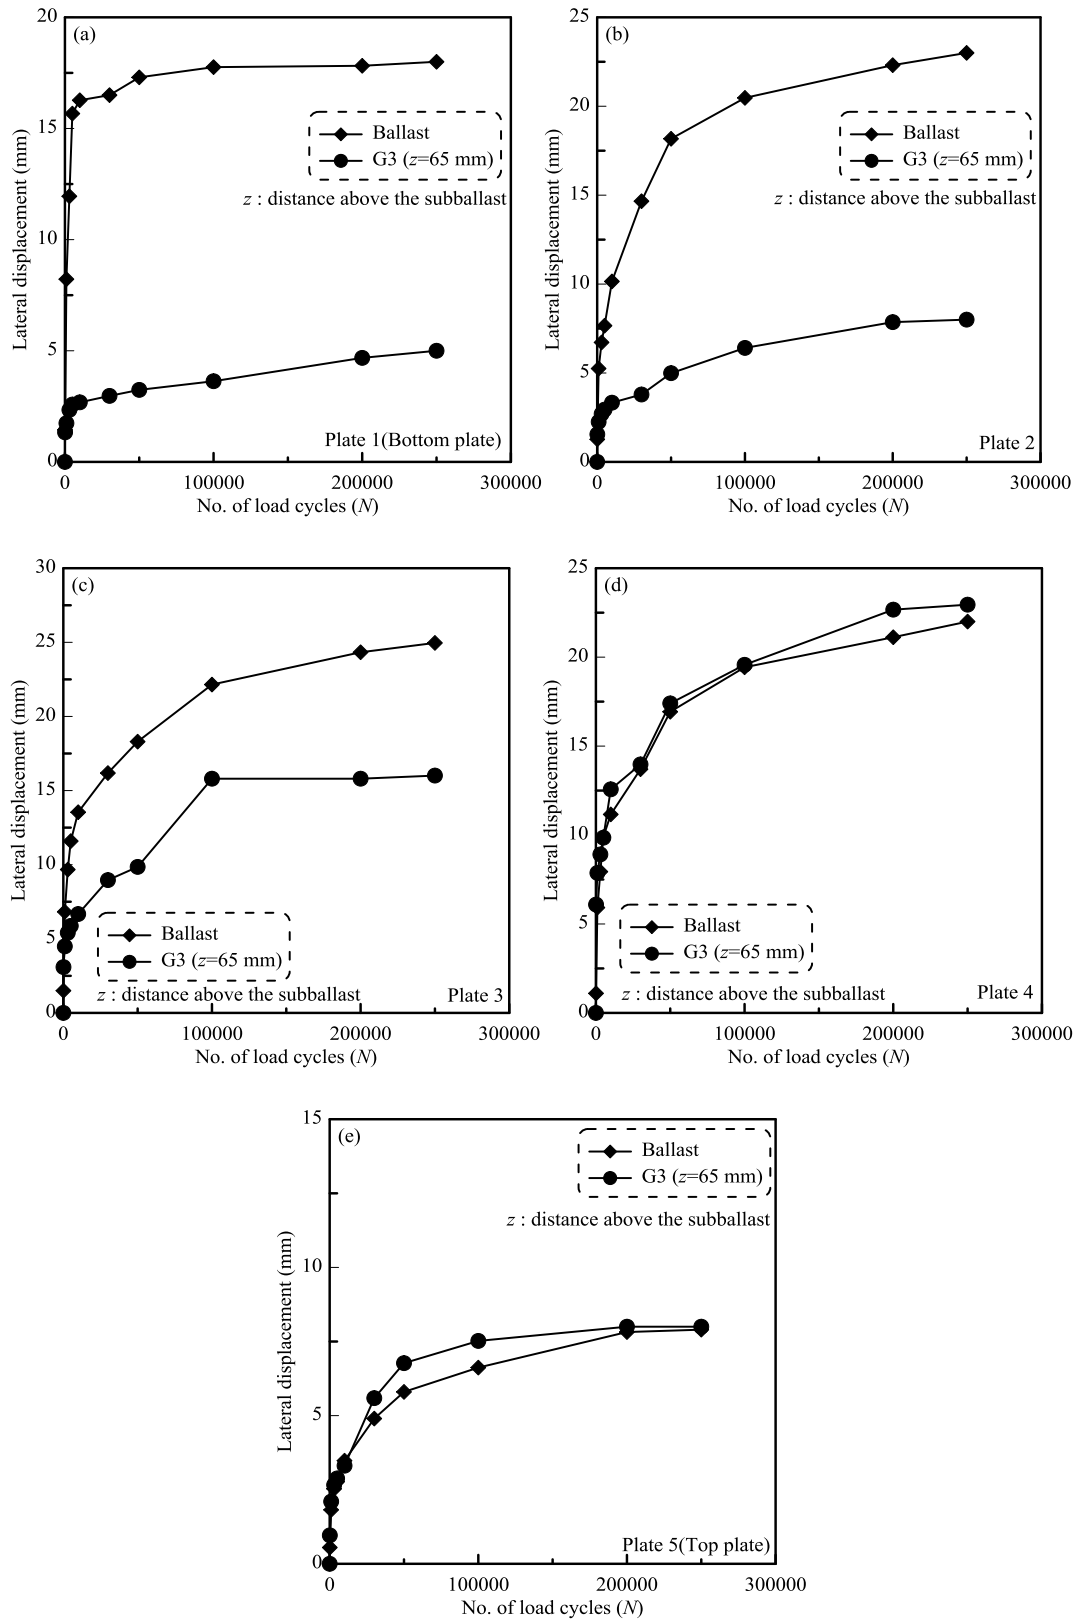 (a)
20
15
10
5
0
Lateral displacement (mm)
Ballast
G3 (z=65 mm)
z : distance above the subballast
Plate 1(Bottom plate)
0 100000 200000 300000
No. of load cycles (N)
(b)
25
20
15
10
5
0
Lateral displacement (mm)
Ballast
G3 (z=65 mm)
z : distance above the subballast
Plate 2
0 100000 200000 300000
No. of load cycles (N)
(c)
30
25
20
15
10
5
0
Lateral displacement (mm)
Ballast
G3 (z=65 mm)
z : distance above the subballast
Plate 3
0 100000 200000 300000
No. of load cycles (N)
(d)
25
20
15
10
5
0
Lateral displacement (mm)
Ballast
G3 (z=65 mm)
z : distance above the subballast
Plate 4
0 100000 200000 300000
No. of load cycles (N)
(e)
15
10
5
0
Lateral displacement (mm)
Ballast
G3 (z=65 mm)
z : distance above the subballast
Plate 5(Top plate)
0 100000 200000 300000
No. of load cycles (N)